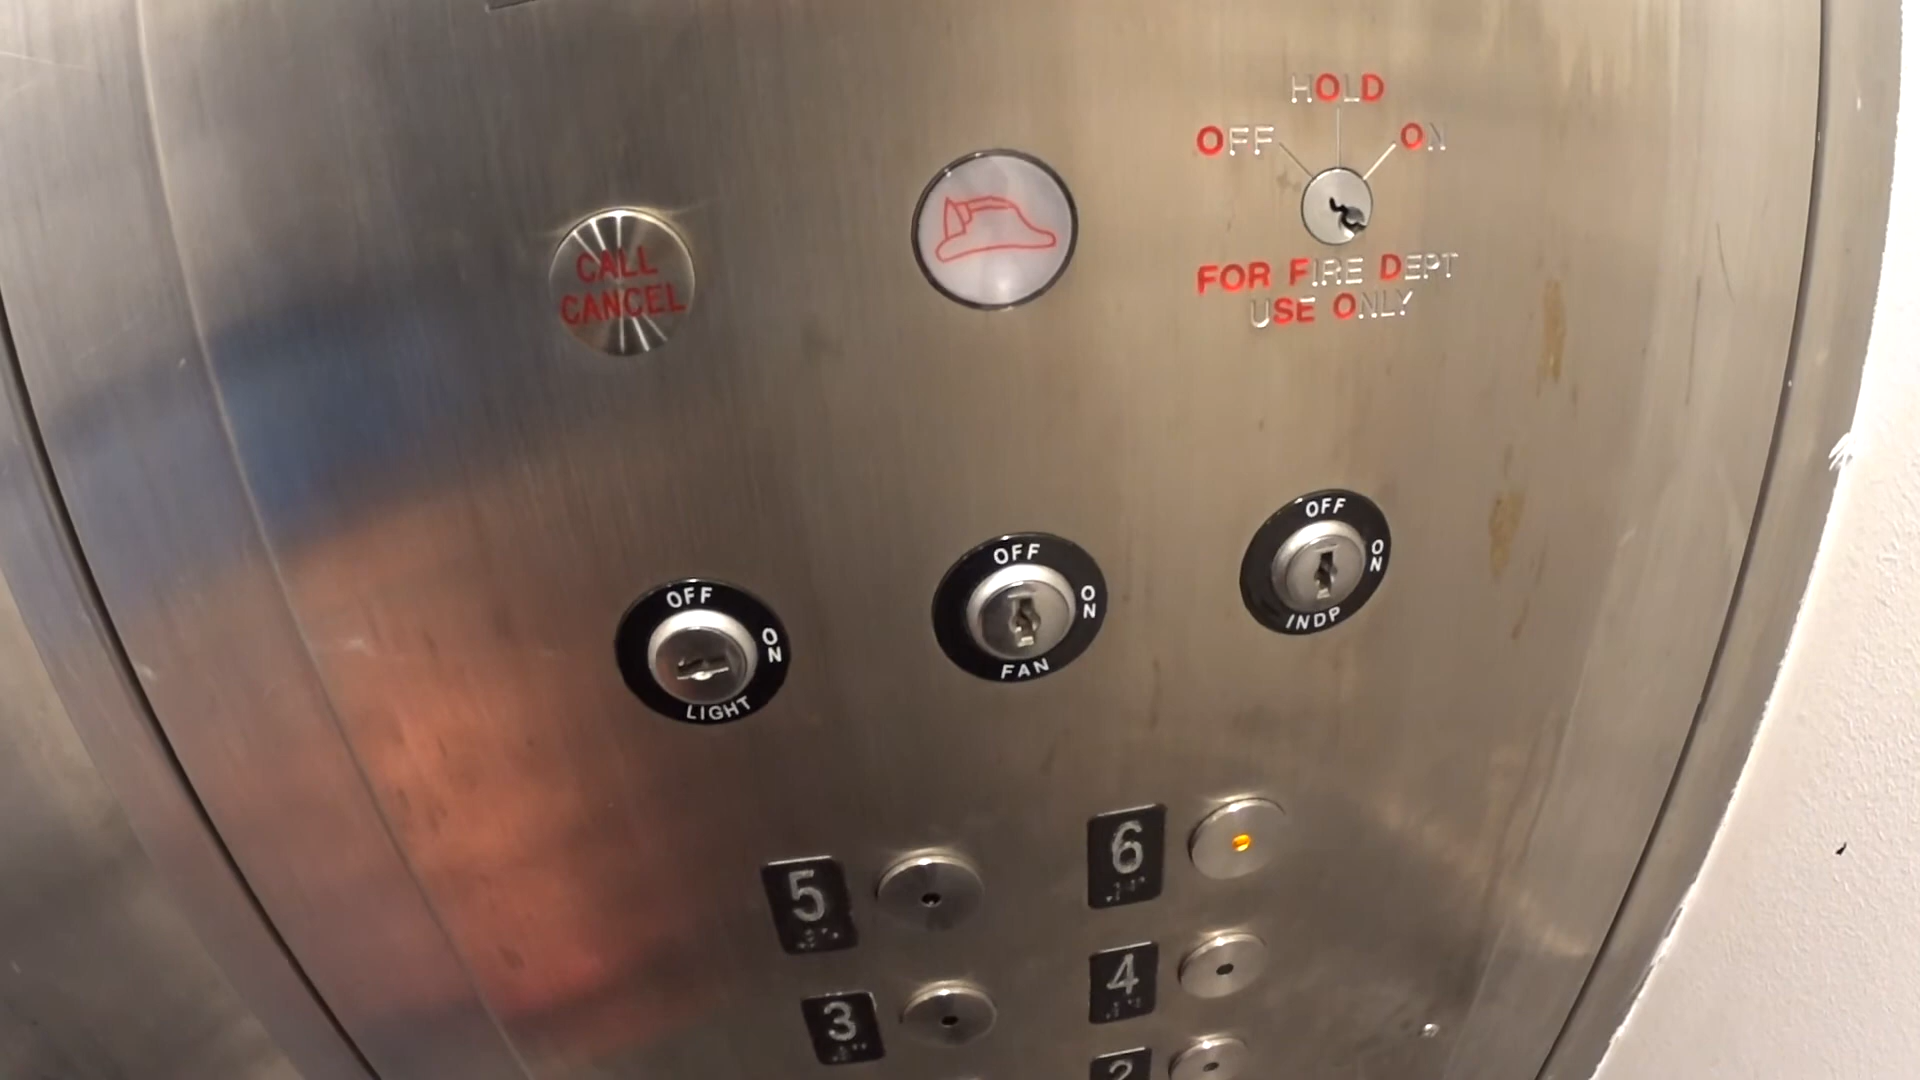 HOLD
OFF
ON
CALL
CANCEL
FOR FIRE DEPT
USE ONLY
OFF
ON
LIGHT
OFF
ON
FAN
OFF
ON
INDP
5
6
3
4
2